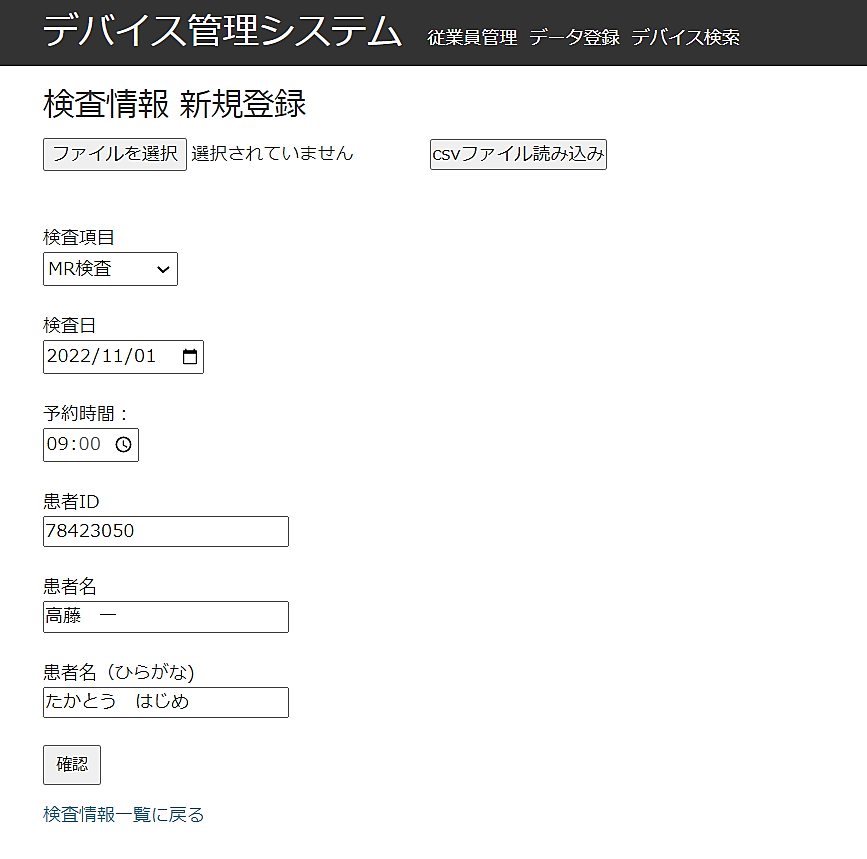 デバイス管理システム 従業員管理 データ登録 デバイス検索
検査情報 新規登録
ファイルを選択 選択されていません csvファイル読み込み
検査項目
MR検査
検査日
2022/11/01
予約時間：
09:00
患者ID
78423050
患者名
高藤　一
患者名（ひらがな)
たかとう　はじめ
確認
検査情報一覧に戻る